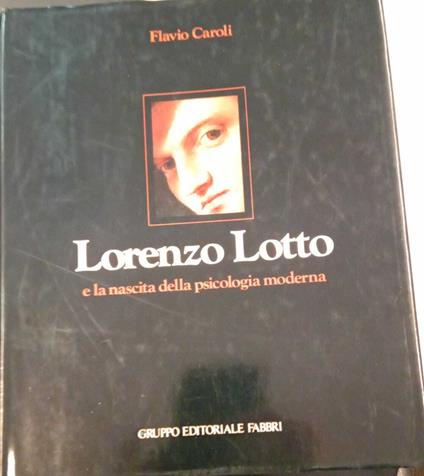 Flavio Caroli
Lorenzo Lotto
e la nascita della psicologia moderna
GRUPPO EDITORIALE FABBRI